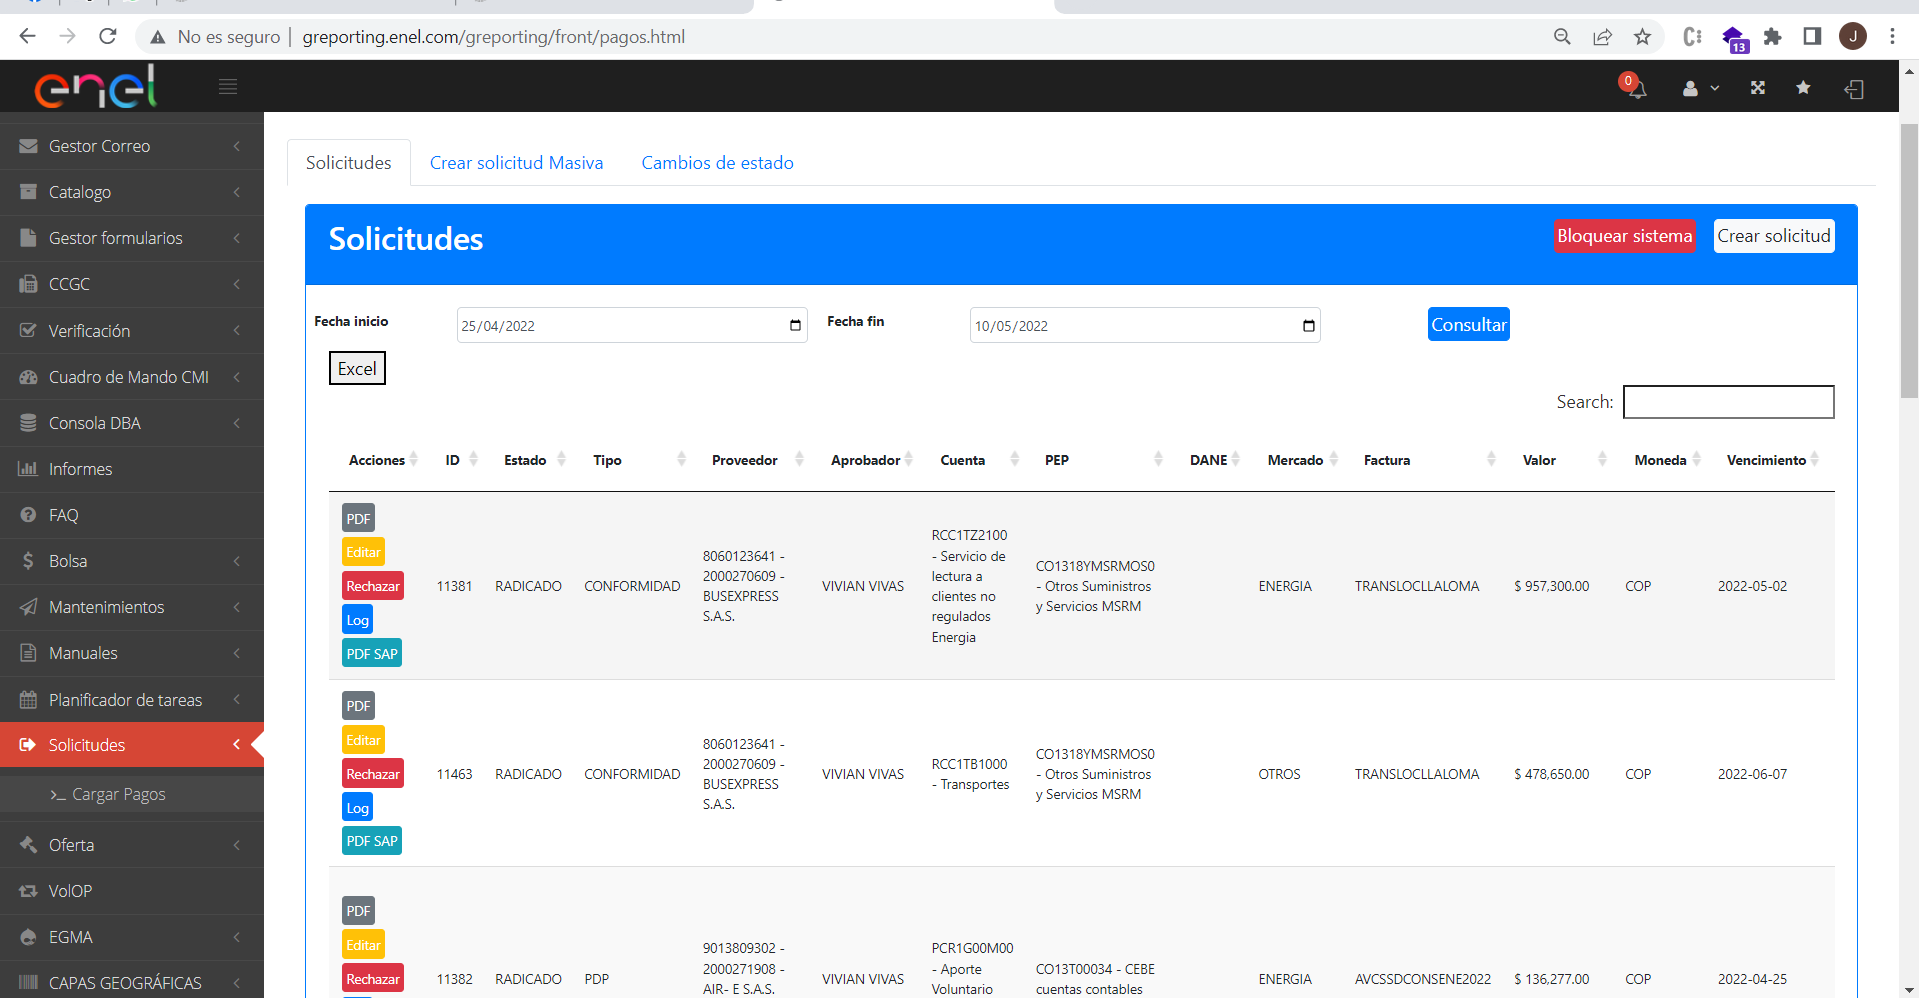 No es seguro
greporting.enel.com/greporting/front/pagos.html
13
J
enel
0
Gestor Correo
Catalogo
Gestor formularios
CCGC
Verificación
Cuadro de Mando CMI
Consola DBA
Informes
FAQ
Bolsa
Mantenimientos
Manuales
Planificador de tareas
Solicitudes
>_ Cargar Pagos
Oferta
VolOP
EGMA
CAPAS GEOGRÁFICAS
Solicitudes Crear solicitud Masiva Cambios de estado
Solicitudes
Bloquear sistema Crear solicitud
Fecha inicio 25/04/2022 Fecha fin 10/05/2022 Consultar
Excel
Search:
Acciones ID Estado Tipo Proveedor Aprobador Cuenta PEP DANE Mercado Factura Valor Moneda Vencimiento
PDF
Editar
Rechazar
Log
PDF SAP
11381
RADICADO
CONFORMIDAD
8060123641 -
2000270609 -
BUSEXPRESS
S.A.S.
VIVIAN VIVAS
RCC1TZ2100
- Servicio de
lectura a
clientes no
regulados
Energia
CO1318YMSRMOS0
- Otros Suministros
y Servicios MSRM
ENERGIA
TRANSLOCLLALOMA
$ 957,300.00
COP
2022-05-02
PDF
Editar
Rechazar
Log
PDF SAP
11463
RADICADO
CONFORMIDAD
8060123641 -
2000270609 -
BUSEXPRESS
S.A.S.
VIVIAN VIVAS
RCC1TB1000
- Transportes
CO1318YMSRMOS0
- Otros Suministros
y Servicios MSRM
OTROS
TRANSLOCLLALOMA
$ 478,650.00
COP
2022-06-07
PDF
Editar
Rechazar
11382
RADICADO
PDP
9013809302 -
2000271908 -
AIR- E S.A.S.
VIVIAN VIVAS
PCR1G00M00
- Aporte
Voluntario
CO13T00034 - CEBE
cuentas contables
ENERGIA
AVCSSDCONSENE2022
$ 136,277.00
COP
2022-04-25